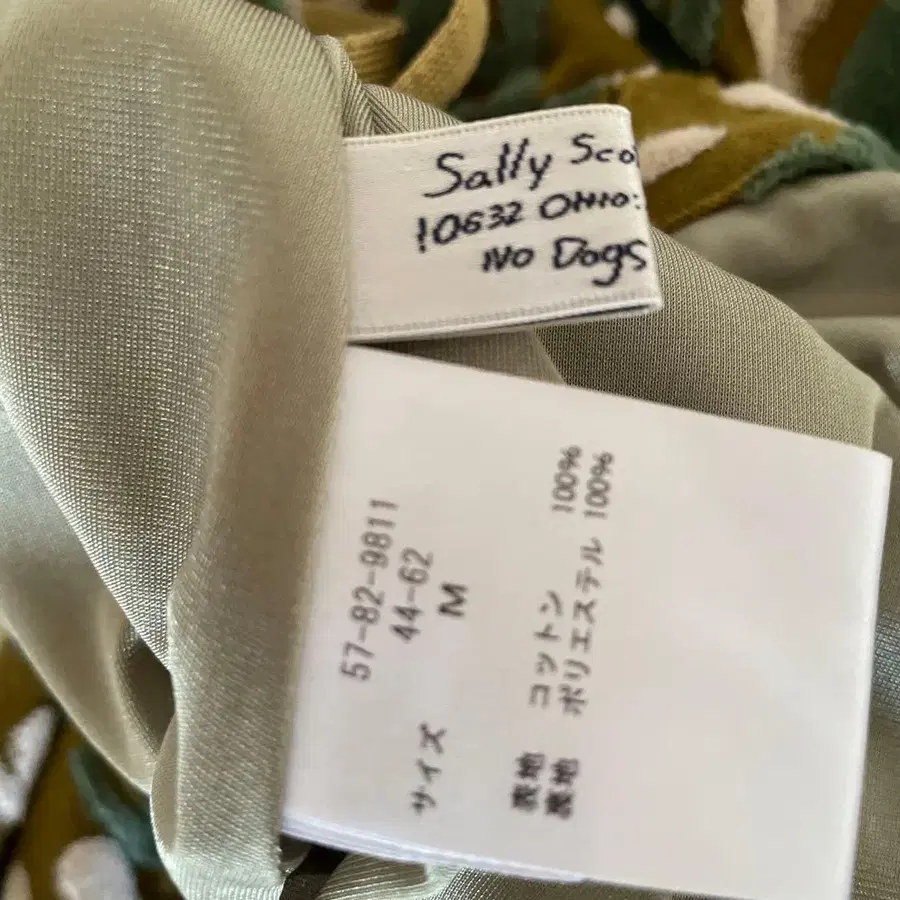 Sally Sco
10632 Ohio:
No Dogs
57-82-9811
44-62
サイズ M
表地 コットン 100%
裏地 ポリエステル 100%